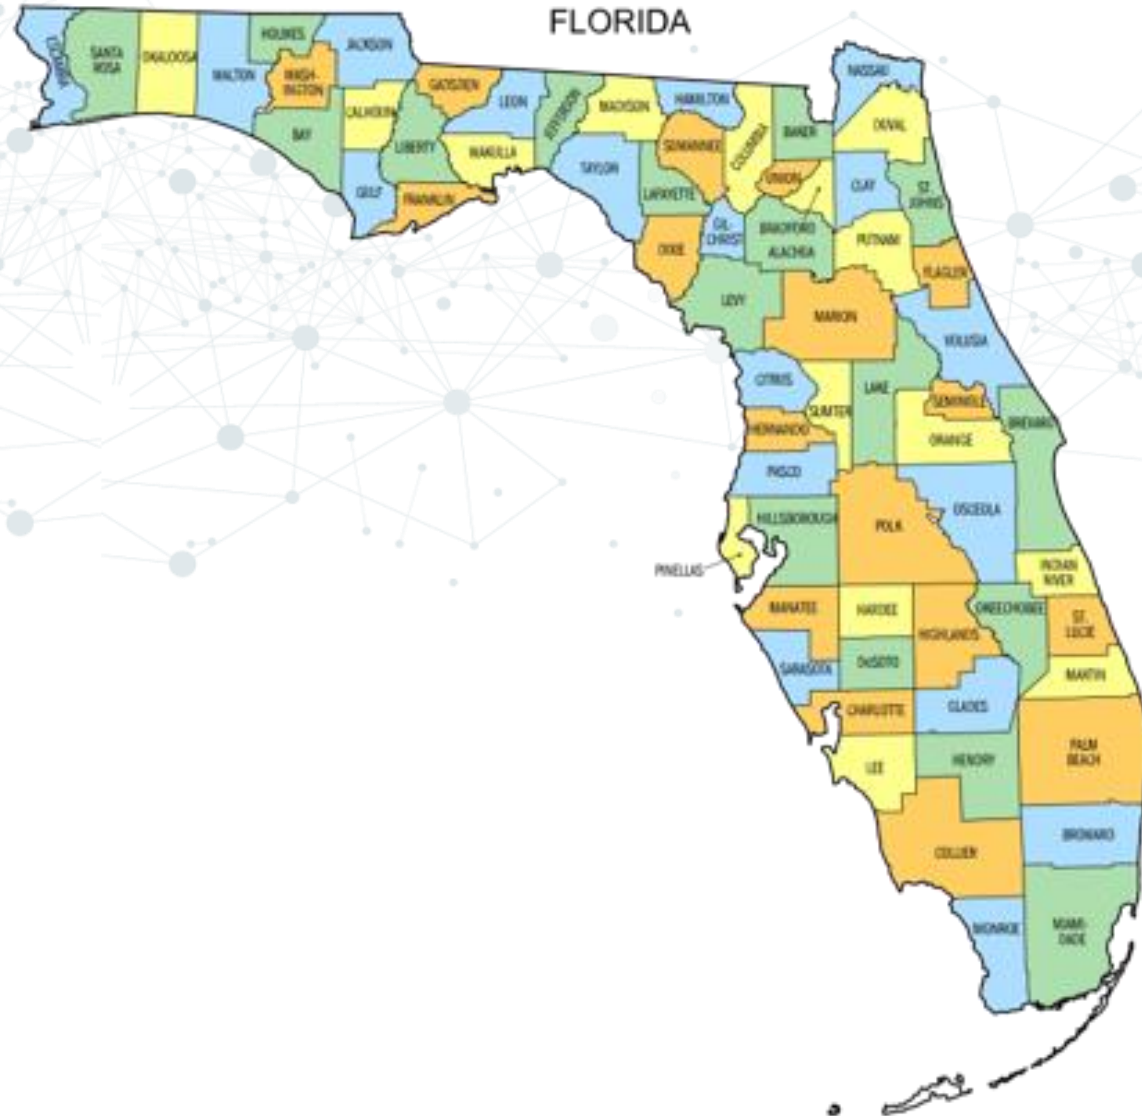 FLORIDA
ESCAMBIA
SANTA
ROSA
OKALOOSA
WALTON
HOLMES
WASH-
INGTON
JACKSON
BAY
CALHOUN
GULF
LIBERTY
GADSDEN
FRANKLIN
LEON
WAKULLA
JEFFERSON
MADISON
TAYLOR
HAMILTON
SUWANNEE
LAFAYETTE
DIXIE
COLUMBIA
GIL-
CHRIST
BAKER
UNION
BRADFORD
ALACHUA
NASSAU
DUVAL
CLAY
ST.
JOHNS
PUTNAM
FLAGLER
LEVY
MARION
VOLUSIA
CITRUS
SUMTER
LAKE
SEMINOLE
HERNANDO
ORANGE
BREVARD
PASCO
HILLSBOROUGH
POLK
OSCEOLA
PINELLAS
INDIAN
RIVER
MANATEE
HARDEE
HIGHLANDS
OKEECHOBEE
ST.
LUCIE
SARASOTA
DeSOTO
MARTIN
CHARLOTTE
GLADES
LEE
HENDRY
PALM
BEACH
COLLIER
BROWARD
MONROE
MIAMI-
DADE